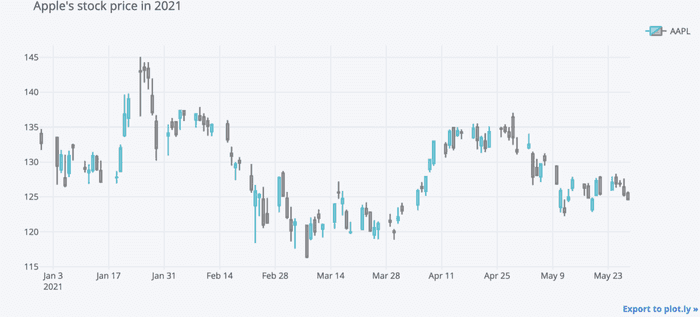 Apple's stock price in 2021
AAPL
145
140
135
130
125
120
115
Jan 3 Jan 17 Jan 31 Feb 14 Feb 28 Mar 14 Mar 28 Apr 11 Apr 25 May 9 May 23
2021
Export to plot.ly »